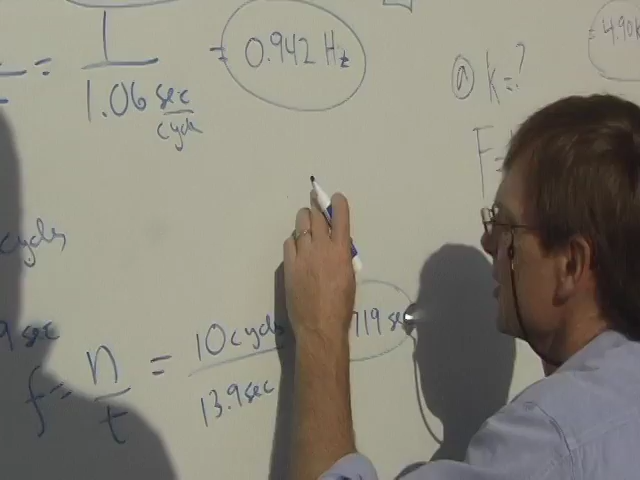 = 1 / 1.06 sec/cycle = 0.942 Hz
ⓐ k = ?
= 4.90k
F =
cycles
9 sec
f = n / t = 10 cycles / 13.9 sec
719 sec